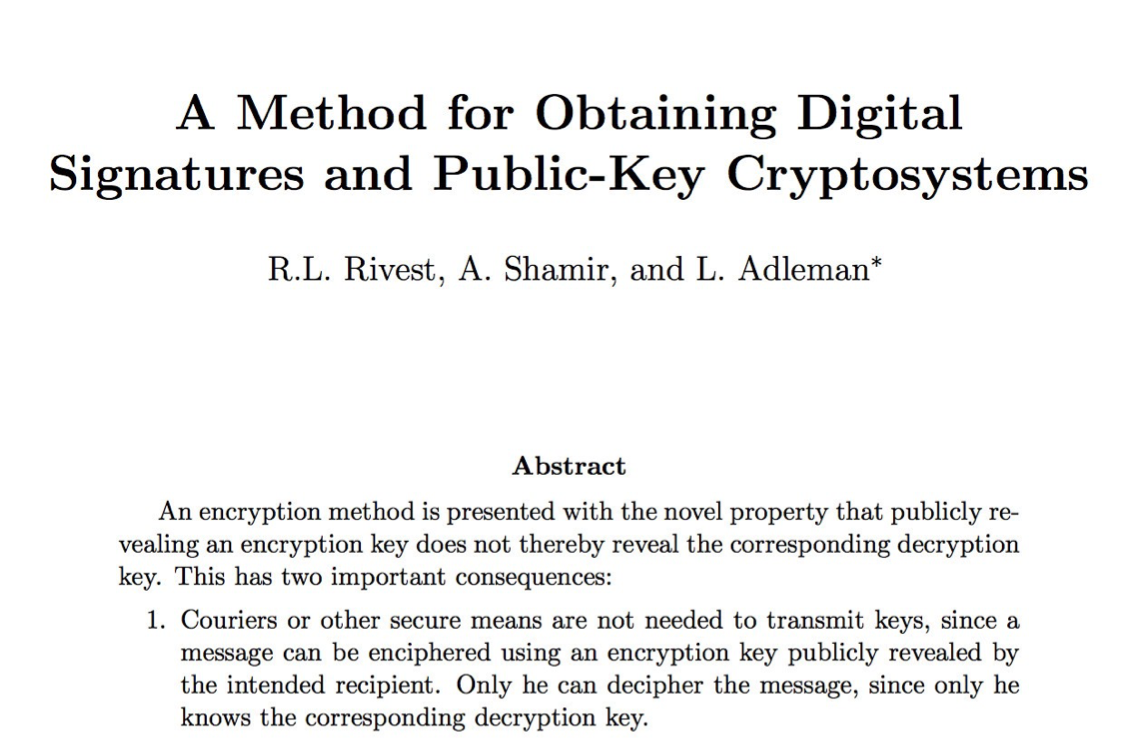 A Method for Obtaining Digital
Signatures and Public-Key Cryptosystems
R.L. Rivest, A. Shamir, and L. Adleman*
Abstract
An encryption method is presented with the novel property that publicly re-
vealing an encryption key does not thereby reveal the corresponding decryption
key. This has two important consequences:
1. Couriers or other secure means are not needed to transmit keys, since a
message can be enciphered using an encryption key publicly revealed by
the intended recipient. Only he can decipher the message, since only he
knows the corresponding decryption key.